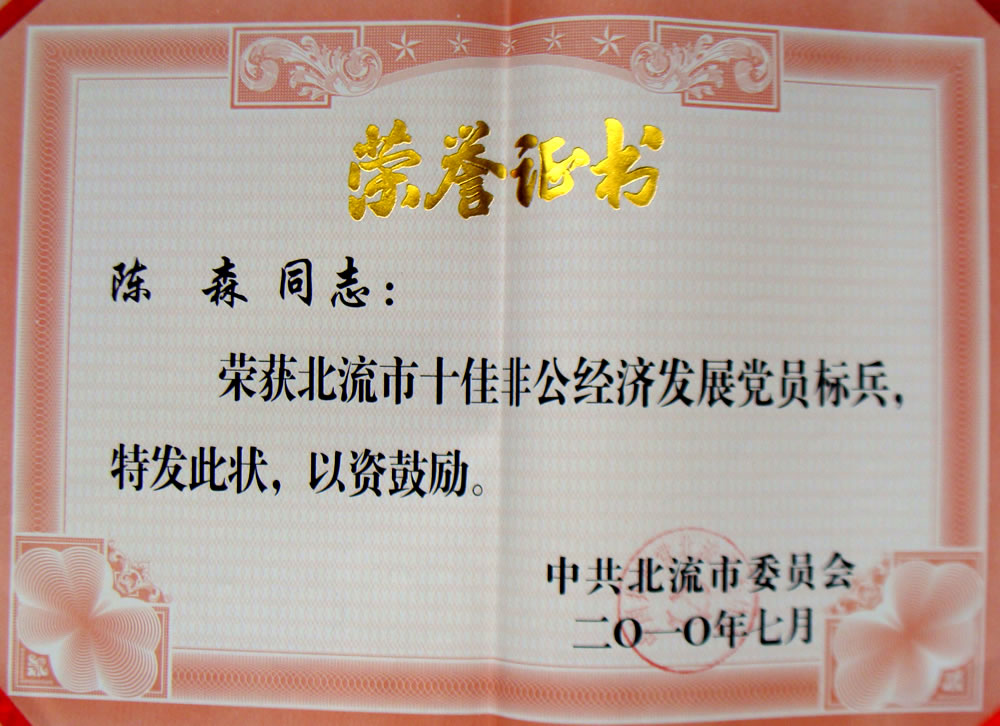 荣誉证书
陈 森 同志：
荣获北流市十佳非公经济发展党员标兵，
特发此状，以资鼓励。
中共北流市委员会
二〇一〇年七月